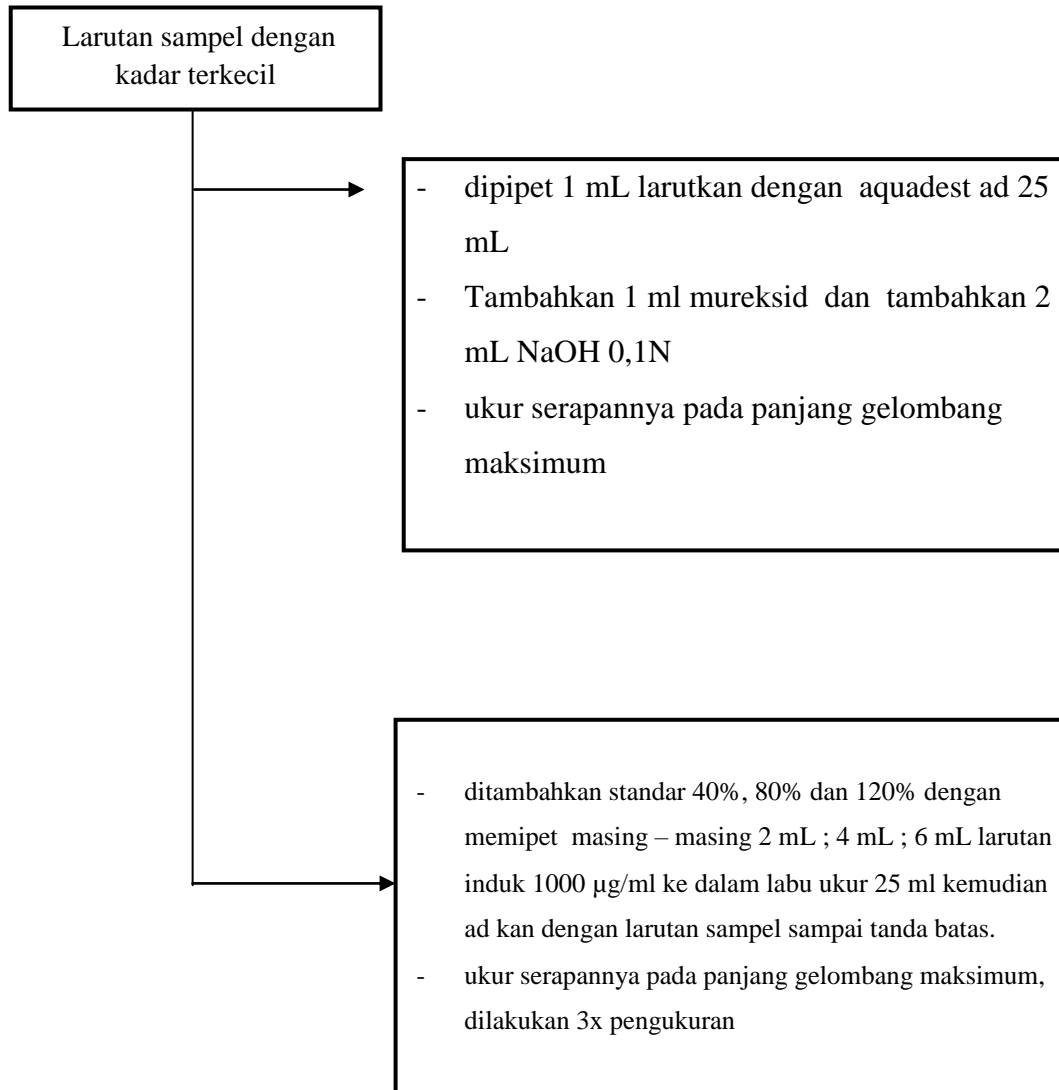 Larutan sampel dengan
kadar terkecil
- dipipet 1 mL larutkan dengan aquadest ad 25
mL
- Tambahkan 1 ml mureksid dan tambahkan 2
mL NaOH 0,1N
- ukur serapannya pada panjang gelombang
maksimum
- ditambahkan standar 40%, 80% dan 120% dengan
memipet masing – masing 2 mL ; 4 mL ; 6 mL larutan
induk 1000 µg/ml ke dalam labu ukur 25 ml kemudian
ad kan dengan larutan sampel sampai tanda batas.
- ukur serapannya pada panjang gelombang maksimum,
dilakukan 3x pengukuran